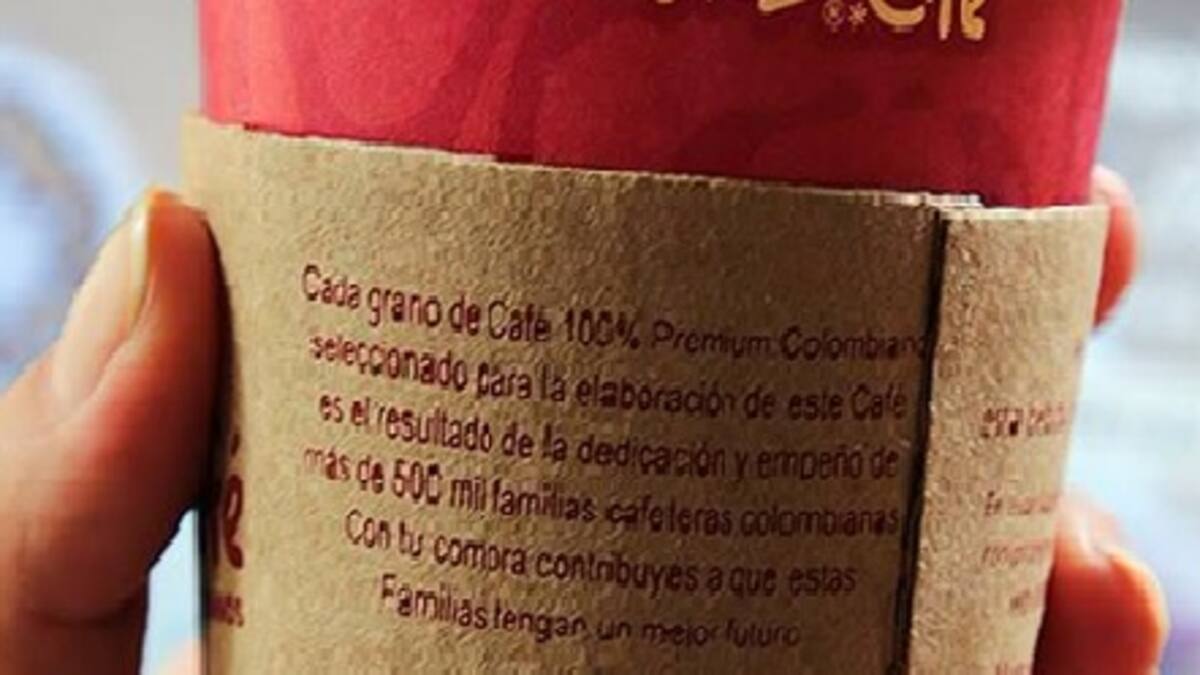 Cada grano de Café 100% Premium Colombiano
seleccionado para la elaboración de este Café
es el resultado de la dedicación y empeño de
más de 500 mil familias cafeteras colombianas
Con tu compra contribuyes a que estas
Familias tengan un mejor futuro
esta